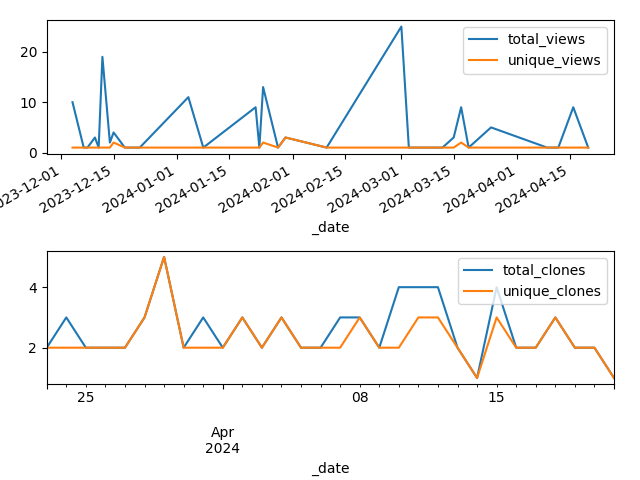 20
10
0
total_views
unique_views
2023-12-01
2023-12-15
2024-01-01
2024-01-15
2024-02-01
2024-02-15
2024-03-01
2024-03-15
2024-04-01
2024-04-15
_date
4
2
total_clones
unique_clones
25
08
15
Apr
2024
_date